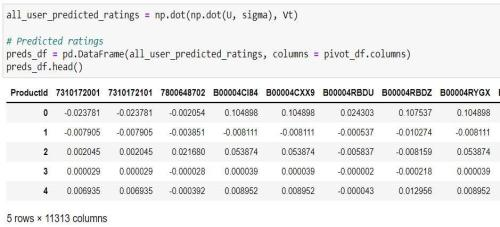 all_user_predicted_ratings = np.dot(np.dot(U, sigma), Vt)
# Predicted ratings
preds_df = pd.DataFrame(all_user_predicted_ratings, columns = pivot_df.columns)
preds_df.head()
ProductId 7310172001 7310172101 7800648702 B00004CI84 B00004CXX9 B00004RBDU B00004RBDZ B00004RYGX
0 -0.023781 -0.023781 -0.002054 0.104898 0.104898 0.024303 0.107537 0.104898
1 -0.007905 -0.007905 -0.003851 -0.008111 -0.008111 -0.000537 -0.010274 -0.008111
2 0.002045 0.002045 0.021680 0.053874 0.053874 -0.005837 -0.008159 0.053874
3 0.000029 0.000029 -0.000028 0.000039 0.000039 -0.000002 -0.000218 0.000039
4 0.006935 0.006935 -0.000392 0.008952 0.008952 -0.000043 0.012956 0.008952
5 rows × 11313 columns